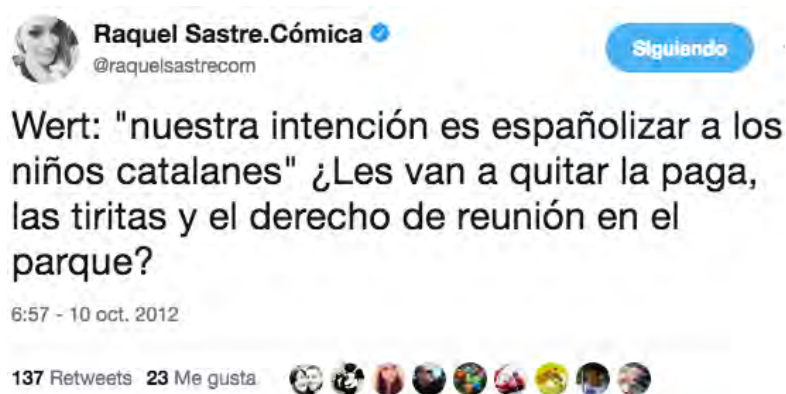 Raquel Sastre.Cómica
@raquelsastrecom
Siguiendo
Wert: "nuestra intención es españolizar a los
niños catalanes" ¿Les van a quitar la paga,
las tiritas y el derecho de reunión en el
parque?
6:57 - 10 oct. 2012
137 Retweets 23 Me gusta